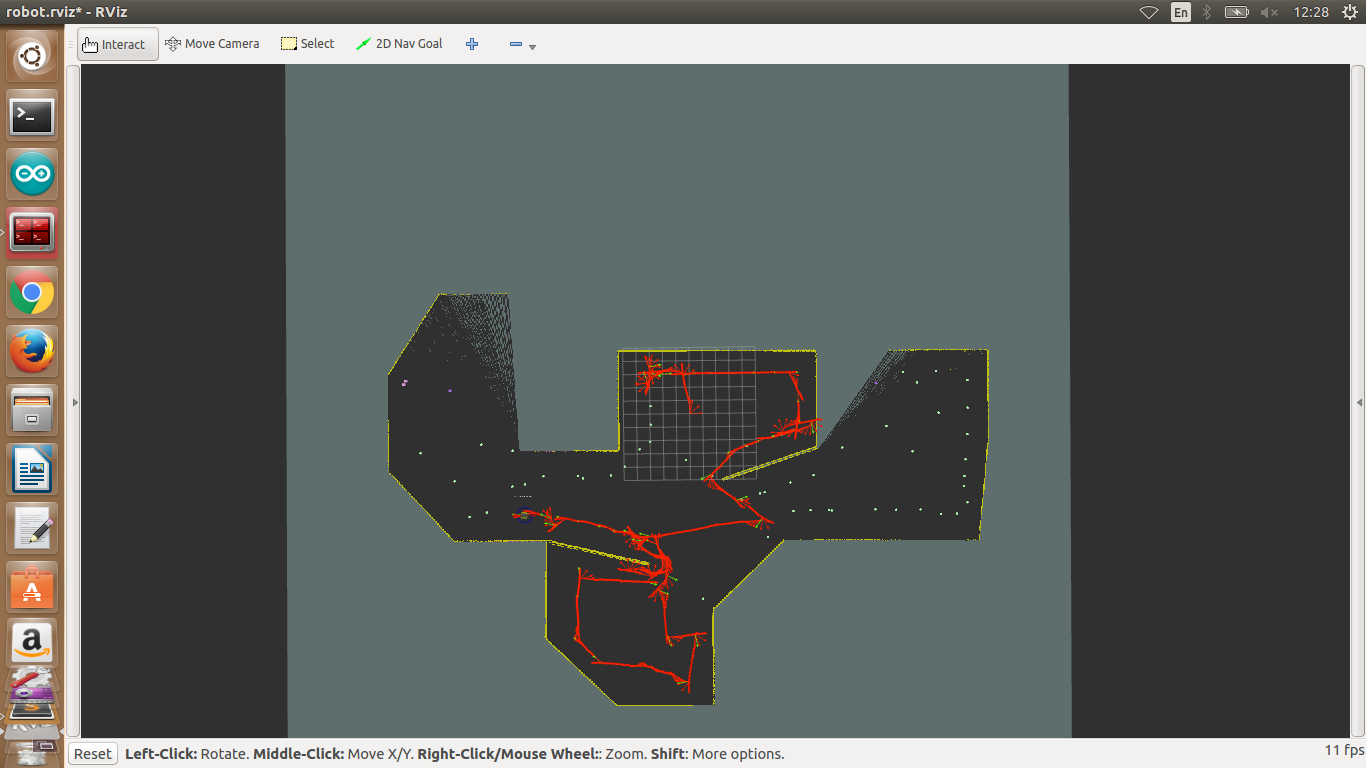 robot.rviz* - RViz
En
12:28
Interact
Move Camera
Select
2D Nav Goal
Reset
Left-Click: Rotate. Middle-Click: Move X/Y. Right-Click/Mouse Wheel:: Zoom. Shift: More options.
11 fps